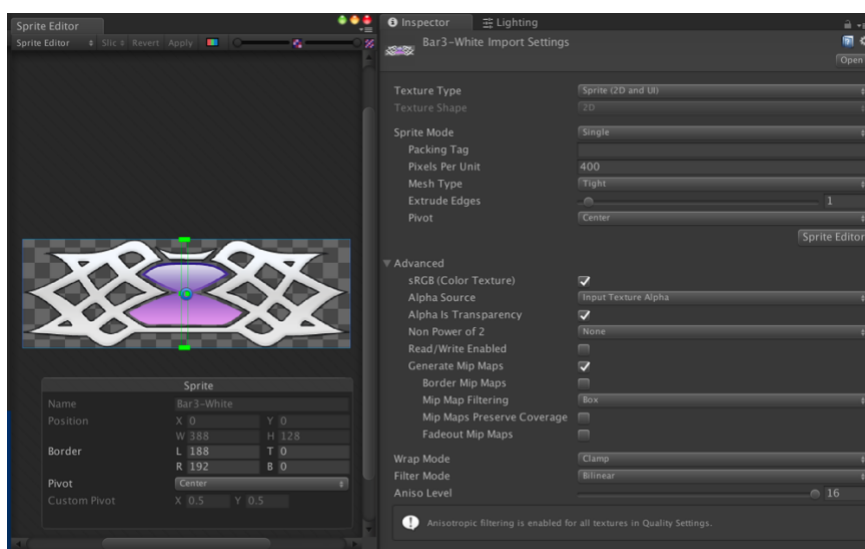 Sprite Editor
Sprite Editor Slic Revert Apply
Sprite
Name Bar3-White
Position X 0 Y 0
W 388 H 128
Border L 188 T 0
R 192 B 0
Pivot Center
Custom Pivot X 0.5 Y 0.5
Inspector Lighting
Bar3-White Import Settings
Open
Texture Type Sprite (2D and UI)
Texture Shape 2D
Sprite Mode Single
Packing Tag
Pixels Per Unit 400
Mesh Type Tight
Extrude Edges 1
Pivot Center
Sprite Editor
Advanced
sRGB (Color Texture)
Alpha Source Input Texture Alpha
Alpha Is Transparency
Non Power of 2 None
Read/Write Enabled
Generate Mip Maps
Border Mip Maps
Mip Map Filtering Box
Mip Maps Preserve Coverage
Fadeout Mip Maps
Wrap Mode Clamp
Filter Mode Bilinear
Aniso Level 16
Anisotropic filtering is enabled for all textures in Quality Settings.